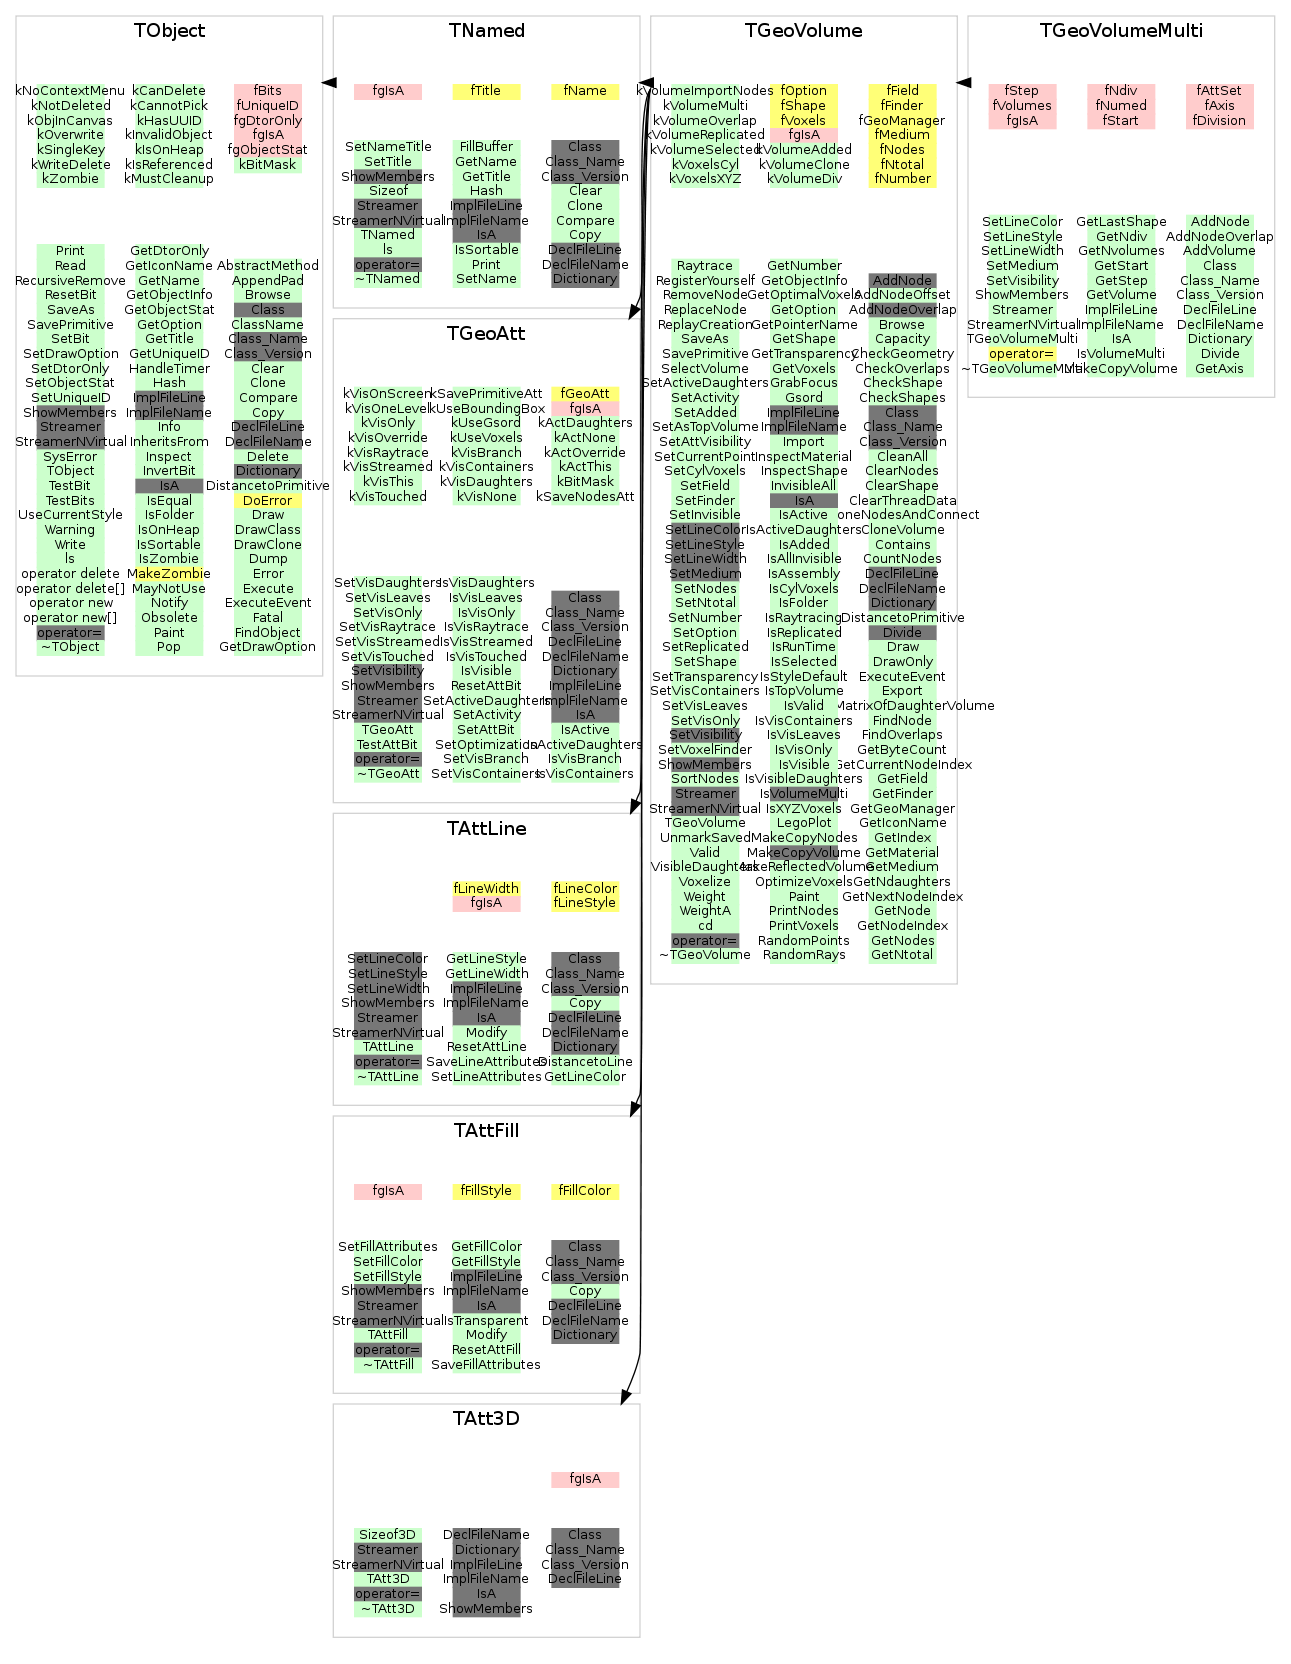 TObject
kNoContextMenu
kNotDeleted
kObjInCanvas
kOverwrite
kSingleKey
kWriteDelete
kZombie
kCanDelete
kCannotPick
kHasUUID
kInvalidObject
kIsOnHeap
kIsReferenced
kMustCleanup
fBits
fUniqueID
fgDtorOnly
fgIsA
fgObjectStat
kBitMask
Print
Read
RecursiveRemove
ResetBit
SaveAs
SavePrimitive
SetBit
SetDrawOption
SetDtorOnly
SetObjectStat
SetUniqueID
ShowMembers
Streamer
StreamerNVirtual
SysError
TObject
TestBit
TestBits
UseCurrentStyle
Warning
Write
ls
operator delete
operator delete[]
operator new
operator new[]
operator=
~TObject
GetDtorOnly
GetIconName
GetName
GetObjectInfo
GetObjectStat
GetOption
GetTitle
GetUniqueID
HandleTimer
Hash
ImplFileLine
ImplFileName
Info
InheritsFrom
Inspect
InvertBit
IsA
IsEqual
IsFolder
IsOnHeap
IsSortable
IsZombie
MakeZombie
MayNotUse
Notify
Obsolete
Paint
Pop
AbstractMethod
AppendPad
Browse
Class
ClassName
Class_Name
Class_Version
Clear
Clone
Compare
Copy
DeclFileLine
DeclFileName
Delete
Dictionary
DistancetoPrimitive
DoError
Draw
DrawClass
DrawClone
Dump
Error
Execute
ExecuteEvent
Fatal
FindObject
GetDrawOption
TNamed
fgIsA
fTitle
fName
SetNameTitle
SetTitle
ShowMembers
Sizeof
Streamer
StreamerNVirtual
TNamed
ls
operator=
~TNamed
FillBuffer
GetName
GetTitle
Hash
ImplFileLine
ImplFileName
IsA
IsSortable
Print
SetName
Class
Class_Name
Class_Version
Clear
Clone
Compare
Copy
DeclFileLine
DeclFileName
Dictionary
TGeoAtt
kVisOnScreen
kVisOneLevel
kVisOnly
kVisOverride
kVisRaytrace
kVisStreamed
kVisThis
kVisTouched
kSavePrimitiveAtt
kUseBoundingBox
kUseGsord
kUseVoxels
kVisBranch
kVisContainers
kVisDaughters
kVisNone
fGeoAtt
fgIsA
kActDaughters
kActNone
kActOverride
kActThis
kBitMask
kSaveNodesAtt
SetVisDaughters
SetVisLeaves
SetVisOnly
SetVisRaytrace
SetVisStreamed
SetVisTouched
SetVisibility
ShowMembers
Streamer
StreamerNVirtual
TGeoAtt
TestAttBit
operator=
~TGeoAtt
IsVisDaughters
IsVisLeaves
IsVisOnly
IsVisRaytrace
IsVisStreamed
IsVisTouched
IsVisible
ResetAttBit
SetActiveDaughters
SetActivity
SetAttBit
SetOptimization
SetVisBranch
SetVisContainers
Class
Class_Name
Class_Version
DeclFileLine
DeclFileName
Dictionary
ImplFileLine
ImplFileName
IsA
IsActive
IsActiveDaughters
IsVisBranch
IsVisContainers
TAttLine
fLineWidth
fgIsA
fLineColor
fLineStyle
SetLineColor
SetLineStyle
SetLineWidth
ShowMembers
Streamer
StreamerNVirtual
TAttLine
operator=
~TAttLine
GetLineStyle
GetLineWidth
ImplFileLine
ImplFileName
IsA
Modify
ResetAttLine
SaveLineAttributes
SetLineAttributes
Class
Class_Name
Class_Version
Copy
DeclFileLine
DeclFileName
Dictionary
DistancetoLine
GetLineColor
TAttFill
fgIsA
fFillStyle
fFillColor
SetFillAttributes
SetFillColor
SetFillStyle
ShowMembers
Streamer
StreamerNVirtual
TAttFill
operator=
~TAttFill
GetFillColor
GetFillStyle
ImplFileLine
ImplFileName
IsA
IsTransparent
Modify
ResetAttFill
SaveFillAttributes
Class
Class_Name
Class_Version
Copy
DeclFileLine
DeclFileName
Dictionary
TAtt3D
fgIsA
Sizeof3D
Streamer
StreamerNVirtual
TAtt3D
operator=
~TAtt3D
DeclFileName
Dictionary
ImplFileLine
ImplFileName
IsA
ShowMembers
Class
Class_Name
Class_Version
DeclFileLine
TGeoVolume
kVolumeImportNodes
kVolumeMulti
kVolumeOverlap
kVolumeReplicated
kVolumeSelected
kVoxelsCyl
kVoxelsXYZ
fOption
fShape
fVoxels
fgIsA
kVolumeAdded
kVolumeClone
kVolumeDiv
fField
fFinder
fGeoManager
fMedium
fNodes
fNtotal
fNumber
Raytrace
RegisterYourself
RemoveNode
ReplaceNode
ReplayCreation
SaveAs
SavePrimitive
SelectVolume
SetActiveDaughters
SetActivity
SetAdded
SetAsTopVolume
SetAttVisibility
SetCurrentPoint
SetCylVoxels
SetField
SetFinder
SetInvisible
SetLineColor
SetLineStyle
SetLineWidth
SetMedium
SetNodes
SetNtotal
SetNumber
SetOption
SetReplicated
SetShape
SetTransparency
SetVisContainers
SetVisLeaves
SetVisOnly
SetVisibility
SetVoxelFinder
ShowMembers
SortNodes
Streamer
StreamerNVirtual
TGeoVolume
UnmarkSaved
Valid
VisibleDaughters
Voxelize
Weight
WeightA
cd
operator=
~TGeoVolume
GetNumber
GetObjectInfo
GetOptimalVoxels
GetOption
GetPointerName
GetShape
GetTransparency
GetVoxels
GrabFocus
Gsord
ImplFileLine
ImplFileName
Import
InspectMaterial
InspectShape
InvisibleAll
IsA
IsActive
IsActiveDaughters
IsAdded
IsAllInvisible
IsAssembly
IsCylVoxels
IsFolder
IsRaytracing
IsReplicated
IsRunTime
IsSelected
IsStyleDefault
IsTopVolume
IsValid
IsVisContainers
IsVisLeaves
IsVisOnly
IsVisible
IsVisibleDaughters
IsVolumeMulti
IsXYZVoxels
LegoPlot
MakeCopyNodes
MakeCopyVolume
MakeReflectedVolume
OptimizeVoxels
Paint
PrintNodes
PrintVoxels
RandomPoints
RandomRays
AddNode
AddNodeOffset
AddNodeOverlap
Browse
Capacity
CheckGeometry
CheckOverlaps
CheckShape
CheckShapes
Class
Class_Name
Class_Version
CleanAll
ClearNodes
ClearShape
ClearThreadData
oneNodesAndConnect
CloneVolume
Contains
CountNodes
DeclFileLine
DeclFileName
Dictionary
DistancetoPrimitive
Divide
Draw
DrawOnly
ExecuteEvent
Export
MatrixOfDaughterVolume
FindNode
FindOverlaps
GetByteCount
GetCurrentNodeIndex
GetField
GetFinder
GetGeoManager
GetIconName
GetIndex
GetMaterial
GetMedium
GetNdaughters
GetNextNodeIndex
GetNode
GetNodeIndex
GetNodes
GetNtotal
TGeoVolumeMulti
fStep
fVolumes
fgIsA
fNdiv
fNumed
fStart
fAttSet
fAxis
fDivision
SetLineColor
SetLineStyle
SetLineWidth
SetMedium
SetVisibility
ShowMembers
Streamer
StreamerNVirtual
TGeoVolumeMulti
operator=
~TGeoVolumeMulti
GetLastShape
GetNdiv
GetNvolumes
GetStart
GetStep
GetVolume
ImplFileLine
ImplFileName
IsA
IsVolumeMulti
MakeCopyVolume
AddNode
AddNodeOverlap
AddVolume
Class
Class_Name
Class_Version
DeclFileLine
DeclFileName
Dictionary
Divide
GetAxis